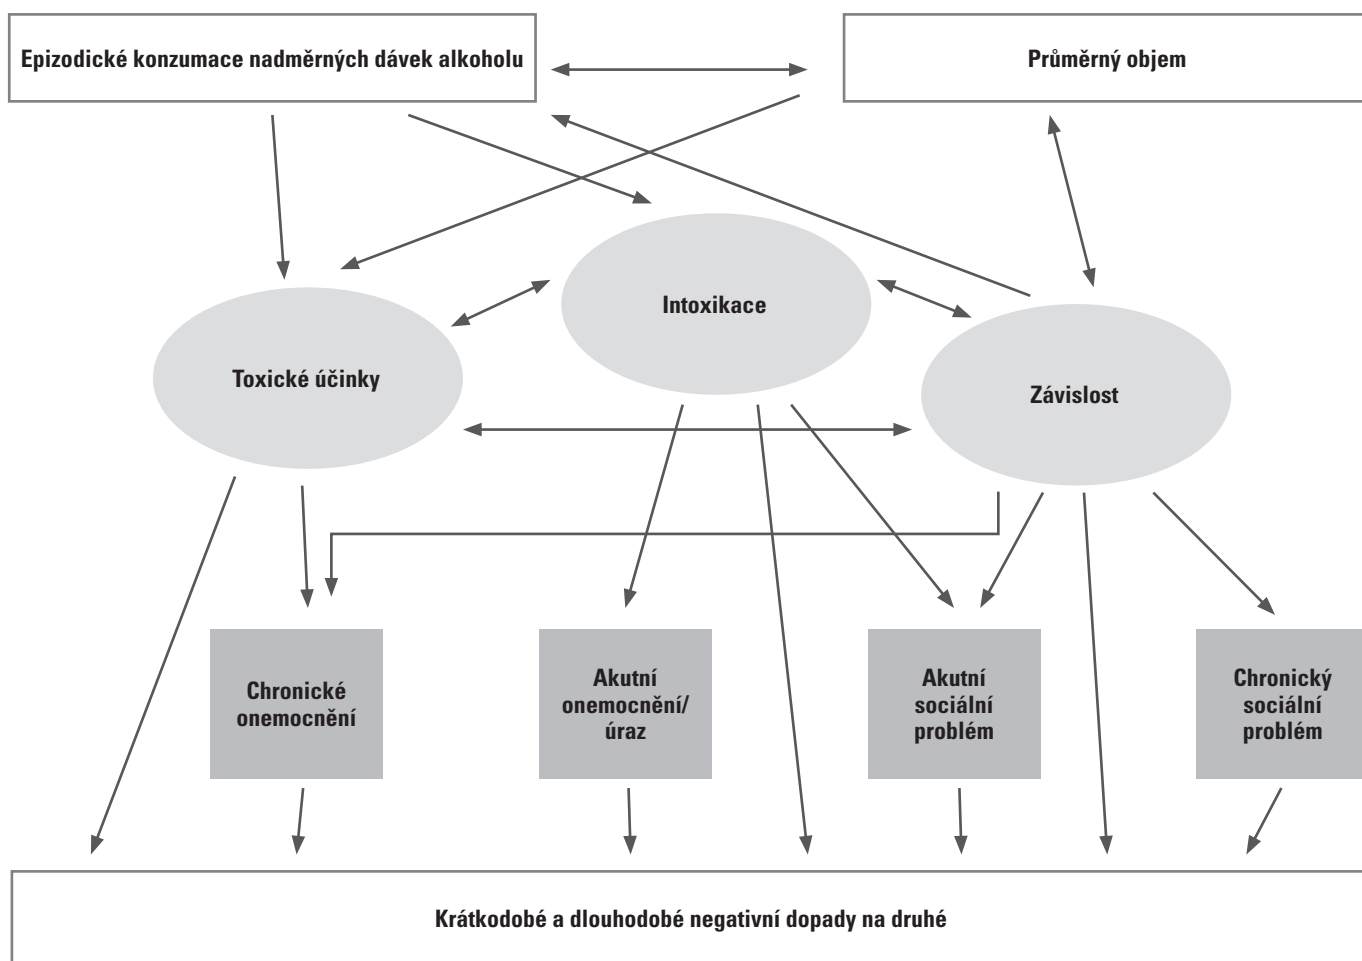 Epizodické konzumace nadměrných dávek alkoholu
Průměrný objem
Intoxikace
Toxické účinky
Závislost
Chronické
onemocnění
Akutní
onemocnění/
úraz
Akutní
sociální
problém
Chronický
sociální
problém
Krátkodobé a dlouhodobé negativní dopady na druhé